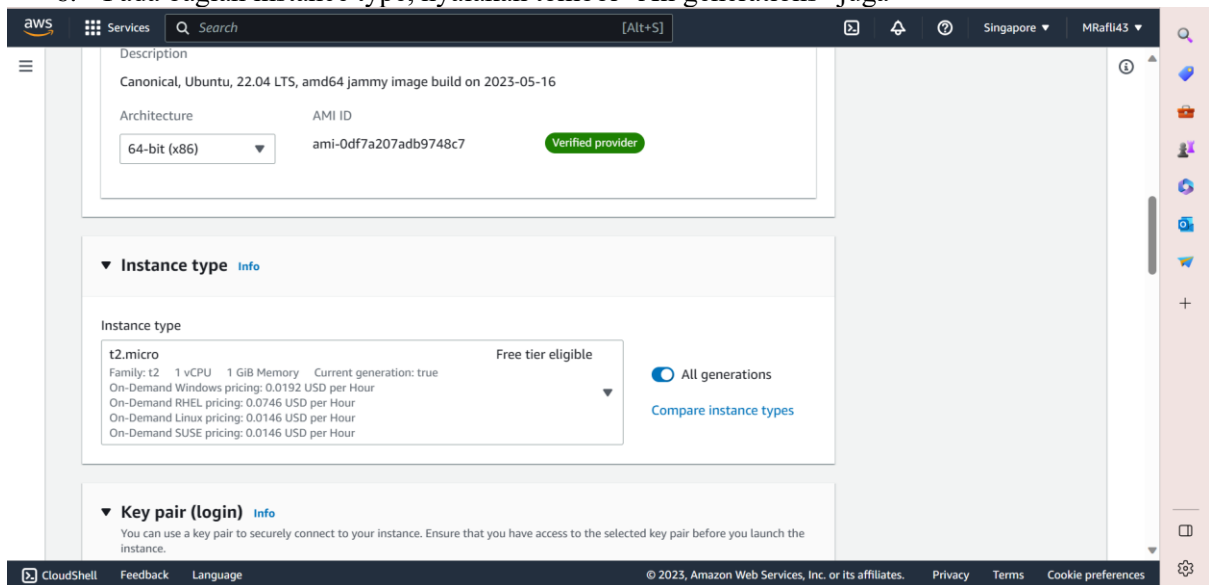 aws Services Search [Alt+S] Singapore MRafli43
Description
Canonical, Ubuntu, 22.04 LTS, amd64 jammy image build on 2023-05-16
Architecture AMI ID
64-bit (x86) ami-0df7a207adb9748c7 Verified provider
Instance type Info
Instance type
t2.micro Free tier eligible
Family: t2 1 vCPU 1 GiB Memory Current generation: true
On-Demand Windows pricing: 0.0192 USD per Hour
On-Demand RHEL pricing: 0.0746 USD per Hour
On-Demand Linux pricing: 0.0146 USD per Hour
On-Demand SUSE pricing: 0.0146 USD per Hour
All generations
Compare instance types
Key pair (login) Info
You can use a key pair to securely connect to your instance. Ensure that you have access to the selected key pair before you launch the
instance.
CloudShell Feedback Language © 2023, Amazon Web Services, Inc. or its affiliates. Privacy Terms Cookie preferences